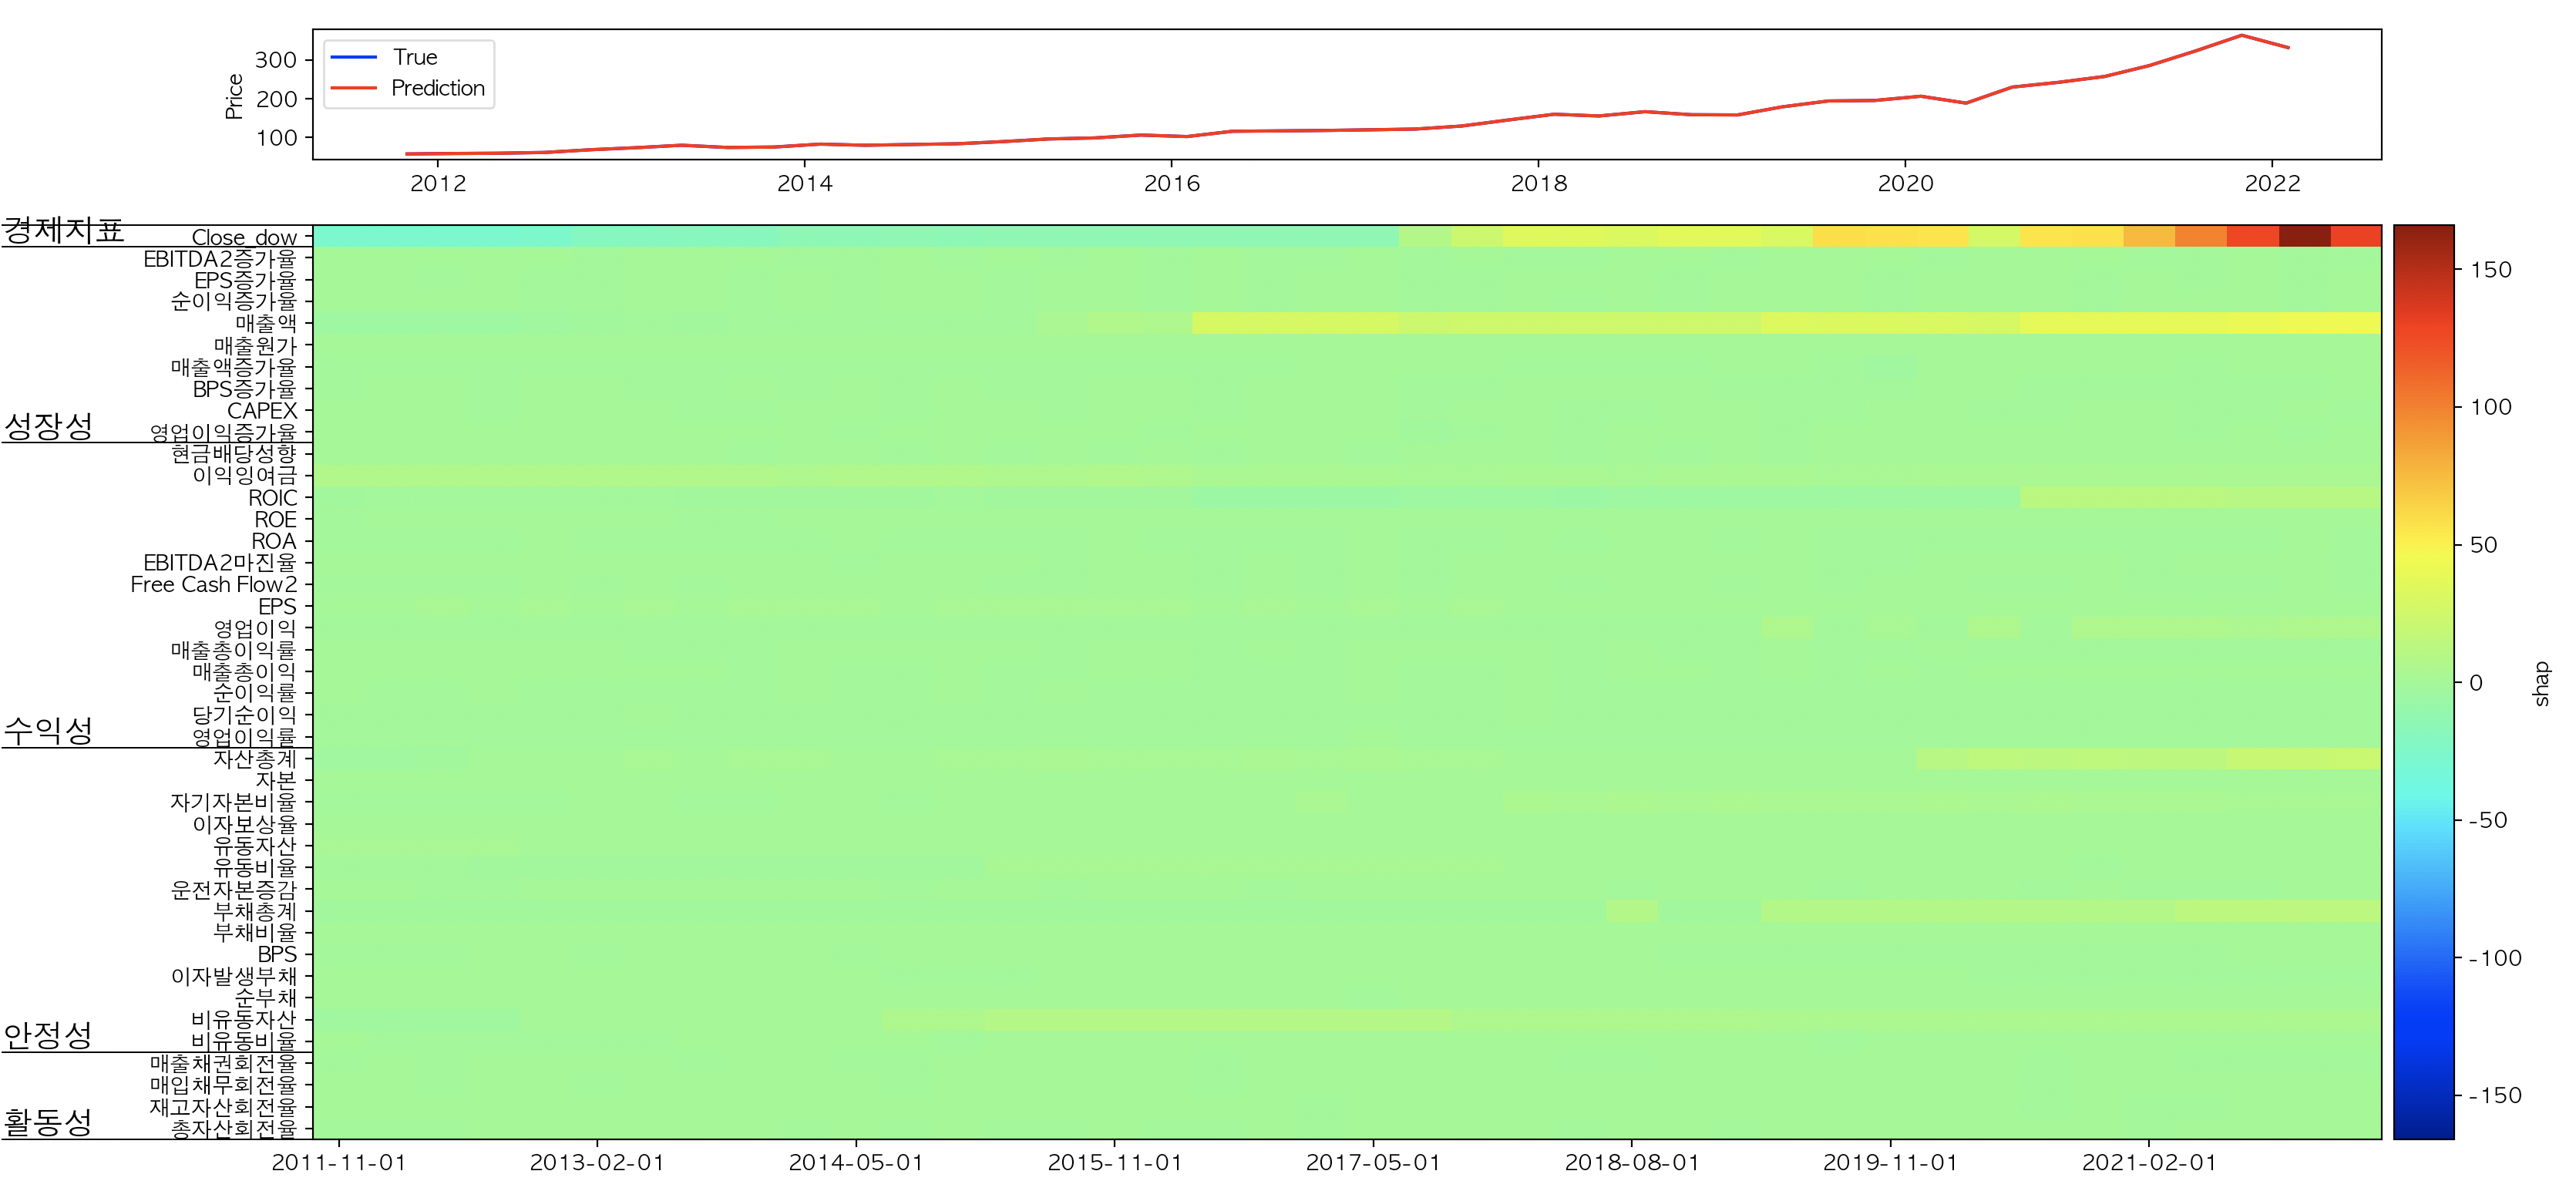 True
Prediction
Price
300
200
100
2012 2014 2016 2018 2020 2022
경제지표
Close_dow
EBITDA2증가율
EPS증가율
순이익증가율
매출액
매출원가
매출액증가율
BPS증가율
CAPEX
성장성
영업이익증가율
현금배당성향
이익잉여금
ROIC
ROE
ROA
EBITDA2마진율
Free Cash Flow2
EPS
영업이익
매출총이익률
매출총이익
순이익률
당기순이익
수익성
영업이익률
자산총계
자본
자기자본비율
이자보상율
유동자산
유동비율
운전자본증감
부채총계
부채비율
BPS
이자발생부채
순부채
비유동자산
안정성
비유동비율
매출채권회전율
매입채무회전율
재고자산회전율
활동성
총자산회전율
2011-11-01 2013-02-01 2014-05-01 2015-11-01 2017-05-01 2018-08-01 2019-11-01 2021-02-01
150
100
50
0
-50
-100
-150
shap